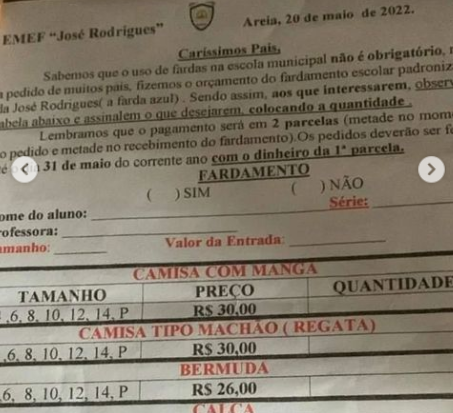 EMEF “José Rodrigues”
Areia, 20 de maio de 2022.
Caríssimos Pais,
Sabemos que o uso de fardas na escola municipal não é obrigatório,
a pedido de muitos pais, fizemos o orçamento do fardamento escolar padroniz
la José Rodrigues( a farda azul) . Sendo assim, aos que interessarem, observ
abela abaixo e assinalem o que desejarem, colocando a quantidade .
Lembramos que o pagamento será em 2 parcelas (metade no mom
o pedido e metade no recebimento do fardamento).Os pedidos deverão ser f
é o dia 31 de maio do corrente ano com o dinheiro da 1ª parcela.
FARDAMENTO
( ) SIM ( ) NÃO
ome do aluno: Série:
rofessora:
amanho: Valor da Entrada:
CAMISA COM MANGA
TAMANHO PREÇO QUANTIDADE
,6, 8, 10, 12, 14, P R$ 30,00
CAMISA TIPO MACHÃO ( REGATA)
,6, 8, 10, 12, 14, P R$ 30,00
BERMUDA
,6, 8, 10, 12, 14, P R$ 26,00
CALÇA